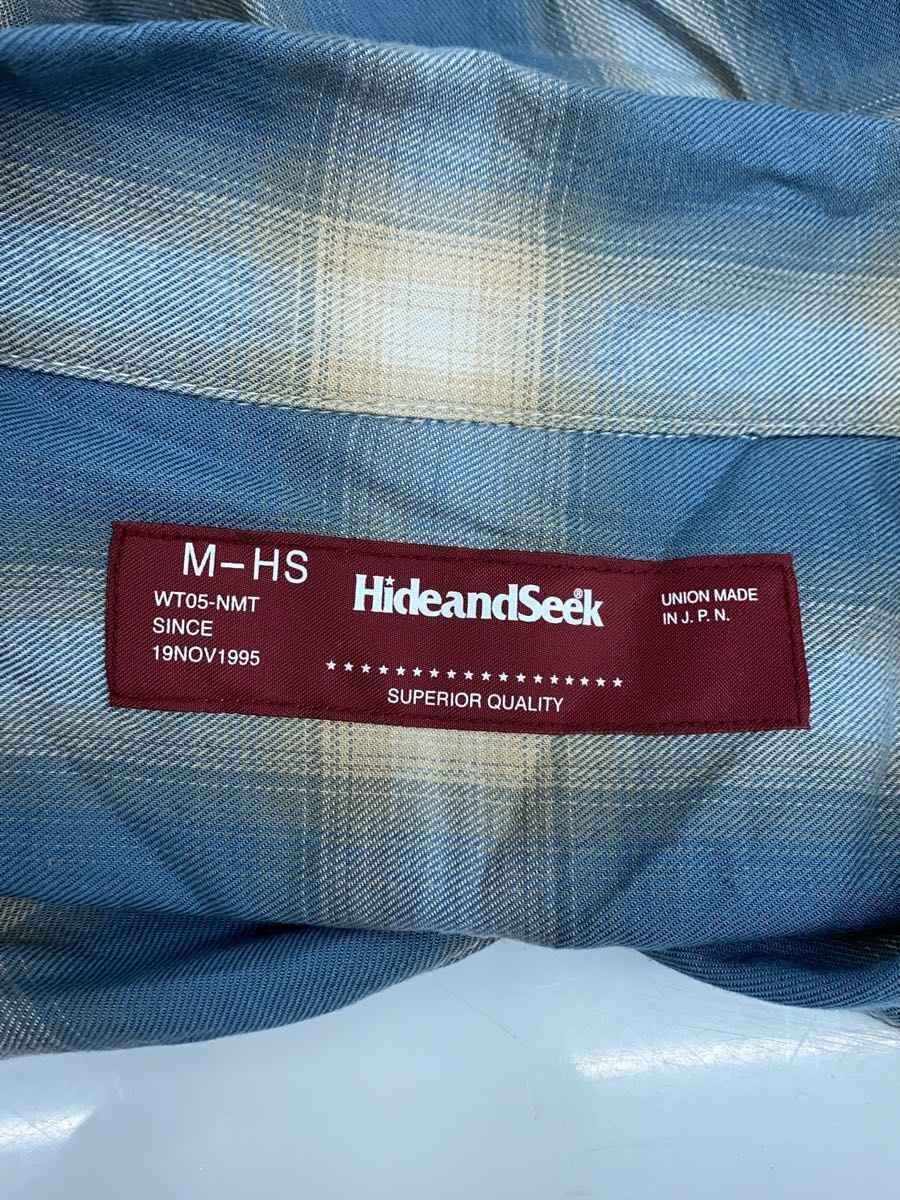 M-HS
WT05-NMT
SINCE
19NOV1995
HideandSeek®
★★★★★★★★★★★★★★★★★★
SUPERIOR QUALITY
UNION MADE
IN J. P. N.